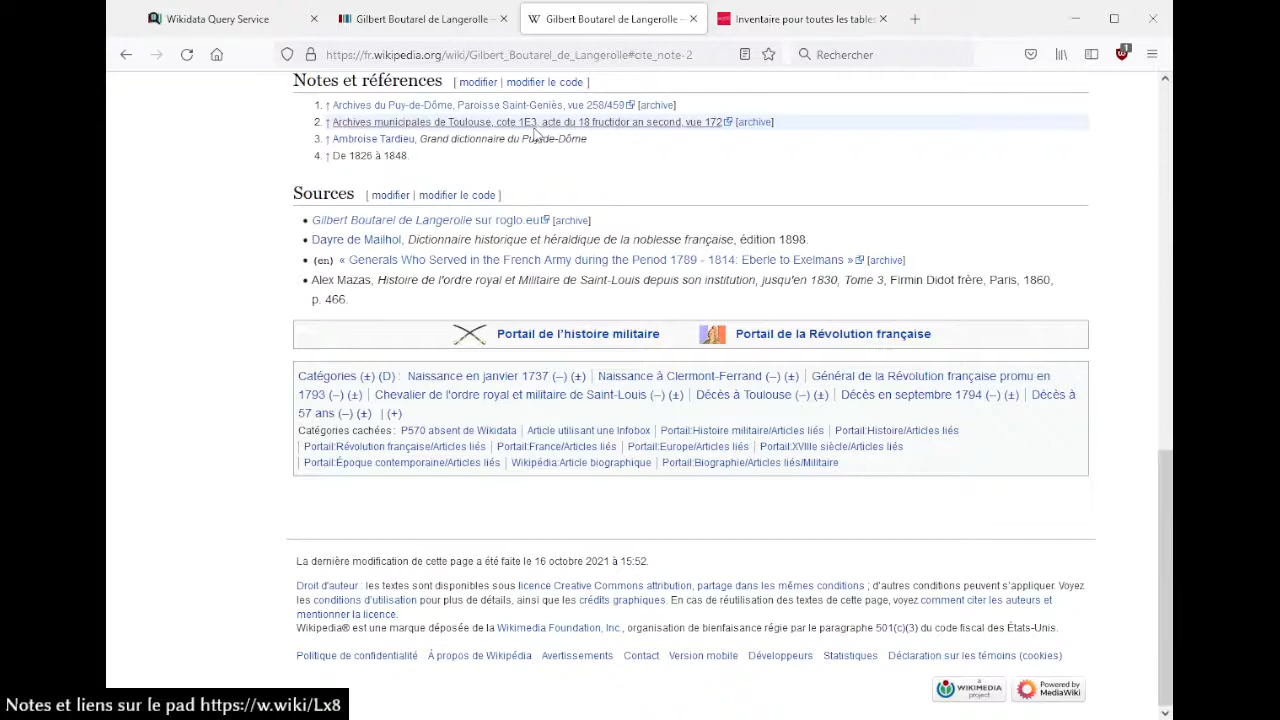 Wikidata Query Service
Gilbert Boutarel de Langerolle —
Gilbert Boutarel de Langerolle —
Inventaire pour toutes les tables
https://fr.wikipedia.org/wiki/Gilbert_Boutarel_de_Langerolle#cite_note-2
Rechercher
1
Notes et références [ modifier | modifier le code ]
1. ↑ Archives du Puy-de-Dôme, Paroisse Saint-Geniès, vue 258/459 [archive]
2. ↑ Archives municipales de Toulouse, cote 1E3, acte du 18 fructidor an second, vue 172 [archive]
3. ↑ Ambroise Tardieu, Grand dictionnaire du Puy-de-Dôme
4. ↑ De 1826 à 1848.
Sources [ modifier | modifier le code ]
• Gilbert Boutarel de Langerolle sur roglo.eu [archive]
• Dayre de Mailhol, Dictionnaire historique et héraldique de la noblesse française, édition 1898.
• (en) « Generals Who Served in the French Army during the Period 1789 - 1814: Eberle to Exelmans » [archive]
• Alex Mazas, Histoire de l'ordre royal et Militaire de Saint-Louis depuis son institution, jusqu'en 1830, Tome 3, Firmin Didot frère, Paris, 1860,
p. 466.
Portail de l’histoire militaire Portail de la Révolution française
Catégories (±) (D) : Naissance en janvier 1737 (–) (±) | Naissance à Clermont-Ferrand (–) (±) | Général de la Révolution française promu en
1793 (–) (±) | Chevalier de l'ordre royal et militaire de Saint-Louis (–) (±) | Décès à Toulouse (–) (±) | Décès en septembre 1794 (–) (±) | Décès à
57 ans (–) (±) | (+)
Catégories cachées : P570 absent de Wikidata | Article utilisant une Infobox | Portail:Histoire militaire/Articles liés | Portail:Histoire/Articles liés
| Portail:Révolution française/Articles liés | Portail:France/Articles liés | Portail:Europe/Articles liés | Portail:XVIIIe siècle/Articles liés
| Portail:Époque contemporaine/Articles liés | Wikipédia:Article biographique | Portail:Biographie/Articles liés/Militaire
La dernière modification de cette page a été faite le 16 octobre 2021 à 15:52.
Droit d'auteur : les textes sont disponibles sous licence Creative Commons attribution, partage dans les mêmes conditions ; d’autres conditions peuvent s’appliquer. Voyez
les conditions d’utilisation pour plus de détails, ainsi que les crédits graphiques. En cas de réutilisation des textes de cette page, voyez comment citer les auteurs et
mentionner la licence.
Wikipedia® est une marque déposée de la Wikimedia Foundation, Inc., organisation de bienfaisance régie par le paragraphe 501(c)(3) du code fiscal des États-Unis.
Politique de confidentialité À propos de Wikipédia Avertissements Contact Version mobile Développeurs Statistiques Déclaration sur les témoins (cookies)
A WIKIMEDIA project
Powered by MediaWiki
Notes et liens sur le pad https://w.wiki/Lx8